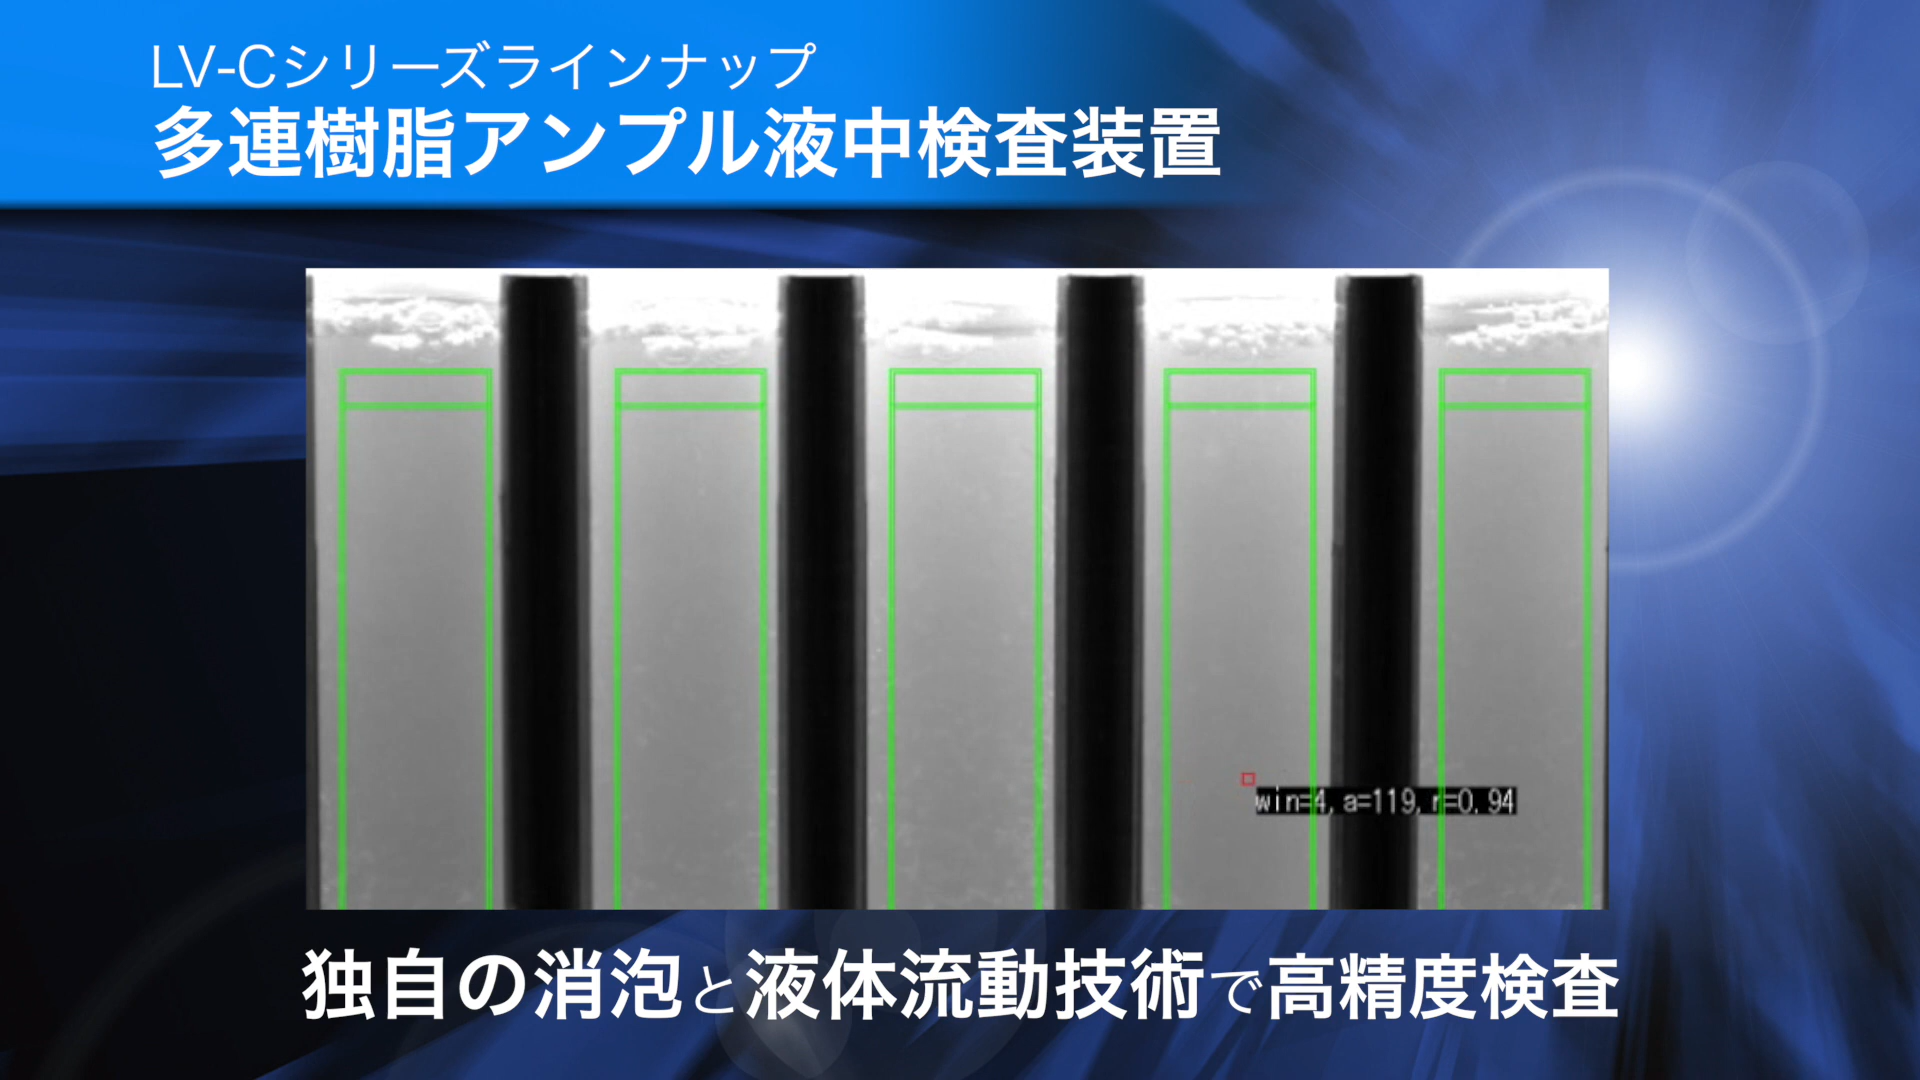 LV-Cシリーズラインナップ
多連樹脂アンプル液中検査装置
win=4, a=119, r=0.94
独自の消泡と液体流動技術で高精度検査